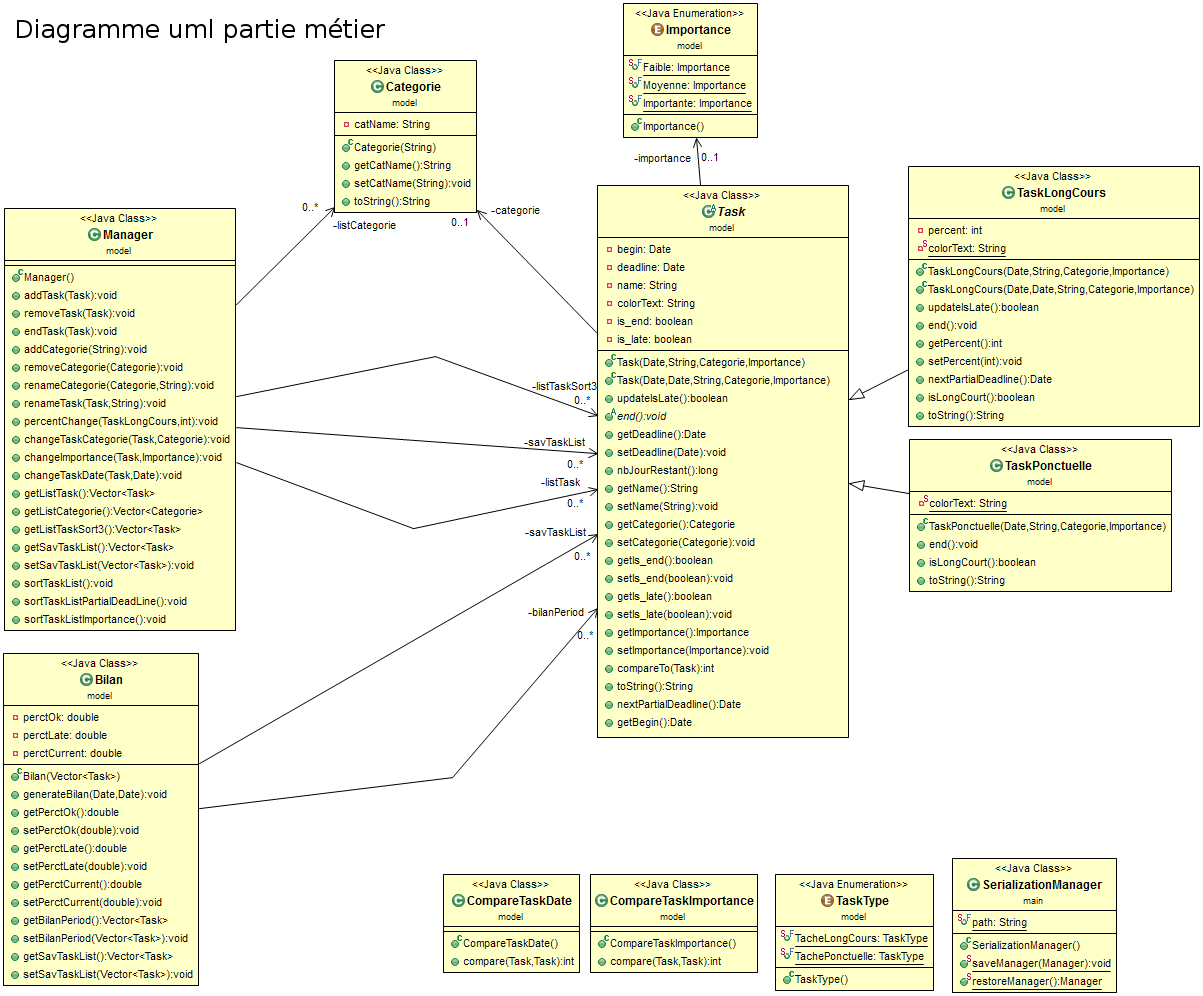 Diagramme uml partie métier
<<Java Enumeration>>
Importance
model
Faible: Importance
Moyenne: Importance
Importante: Importance
Importance()
-importance
0..1
<<Java Class>>
Categorie
model
catName: String
Categorie(String)
getCatName():String
setCatName(String):void
toString():String
0..*
-listCategorie
0..1
-categorie
<<Java Class>>
Manager
model
Manager()
addTask(Task):void
removeTask(Task):void
endTask(Task):void
addCategorie(String):void
removeCategorie(Categorie):void
renameCategorie(Categorie,String):void
renameTask(Task,String):void
percentChange(TaskLongCours,int):void
changeTaskCategorie(Task,Categorie):void
changeImportance(Task,Importance):void
changeTaskDate(Task,Date):void
getListTask():Vector<Task>
getListCategorie():Vector<Categorie>
getListTaskSort3():Vector<Task>
getSavTaskList():Vector<Task>
setSavTaskList(Vector<Task>):void
sortTaskList():void
sortTaskListPartialDeadLine():void
sortTaskListImportance():void
-listTaskSort3
0..*
-savTaskList
0..*
-listTask
0..*
-savTaskList
0..*
-bilanPeriod
0..*
<<Java Class>>
Task
model
begin: Date
deadline: Date
name: String
colorText: String
is_end: boolean
is_late: boolean
Task(Date,String,Categorie,Importance)
Task(Date,Date,String,Categorie,Importance)
updateIsLate():boolean
end():void
getDeadline():Date
setDeadline(Date):void
nbJourRestant():long
getName():String
setName(String):void
getCategorie():Categorie
setCategorie(Categorie):void
getIs_end():boolean
setIs_end(boolean):void
getIs_late():boolean
setIs_late(boolean):void
getImportance():Importance
setImportance(Importance):void
compareTo(Task):int
toString():String
nextPartialDeadline():Date
getBegin():Date
<<Java Class>>
TaskLongCours
model
percent: int
colorText: String
TaskLongCours(Date,String,Categorie,Importance)
TaskLongCours(Date,Date,String,Categorie,Importance)
updateIsLate():boolean
end():void
getPercent():int
setPercent(int):void
nextPartialDeadline():Date
isLongCourt():boolean
toString():String
<<Java Class>>
TaskPonctuelle
model
colorText: String
TaskPonctuelle(Date,String,Categorie,Importance)
end():void
isLongCourt():boolean
toString():String
<<Java Class>>
Bilan
model
perctOk: double
perctLate: double
perctCurrent: double
Bilan(Vector<Task>)
generateBilan(Date,Date):void
getPerctOk():double
setPerctOk(double):void
getPerctLate():double
setPerctLate(double):void
getPerctCurrent():double
setPerctCurrent(double):void
getBilanPeriod():Vector<Task>
setBilanPeriod(Vector<Task>):void
getSavTaskList():Vector<Task>
setSavTaskList(Vector<Task>):void
<<Java Class>>
CompareTaskDate
model
CompareTaskDate()
compare(Task,Task):int
<<Java Class>>
CompareTaskImportance
model
CompareTaskImportance()
compare(Task,Task):int
<<Java Enumeration>>
TaskType
model
TacheLongCours: TaskType
TachePonctuelle: TaskType
TaskType()
<<Java Class>>
SerializationManager
main
path: String
SerializationManager()
saveManager(Manager):void
restoreManager():Manager